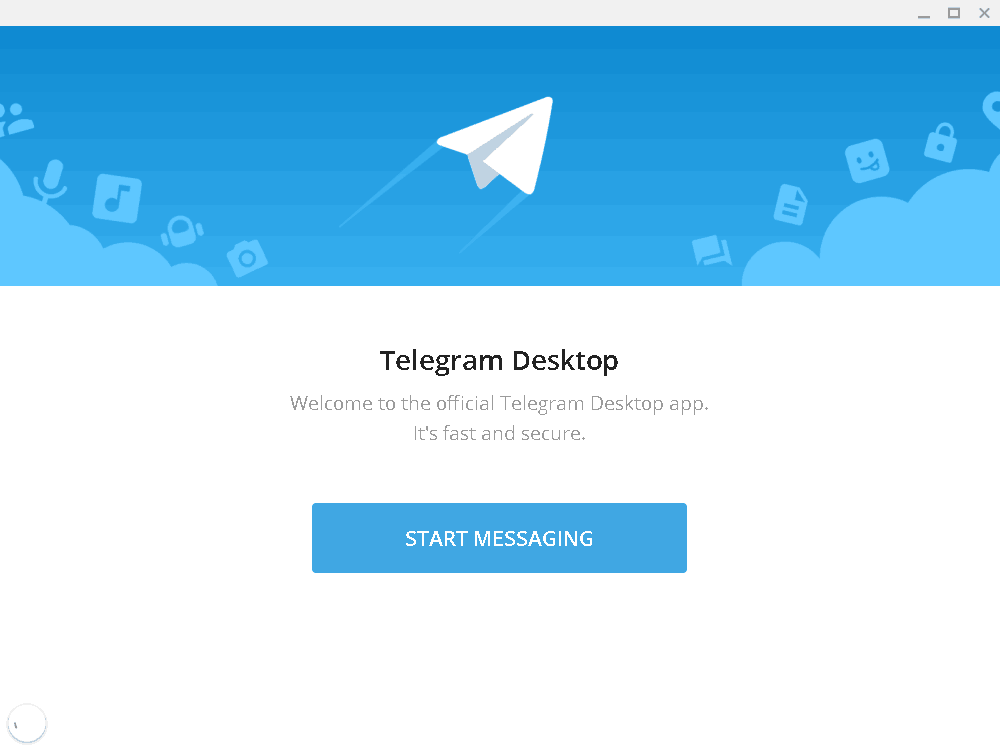 Telegram Desktop
Welcome to the official Telegram Desktop app.
It's fast and secure.
START MESSAGING